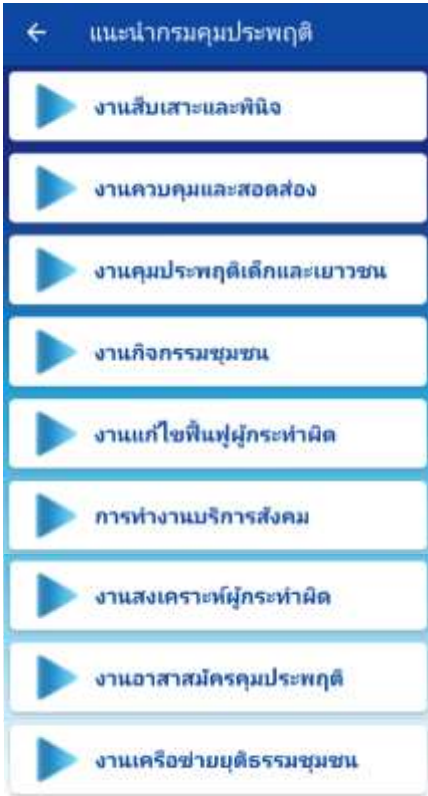 แนะนำกรมคุมประพฤติ
งานสืบเสาะและพินิจ
งานควบคุมและสอดส่อง
งานคุมประพฤติเด็กและเยาวชน
งานกิจกรรมชุมชน
งานแก้ไขฟื้นฟูผู้กระทำผิด
การทำงานบริการสังคม
งานสงเคราะห์ผู้กระทำผิด
งานอาสาสมัครคุมประพฤติ
งานเครือข่ายยุติธรรมชุมชน